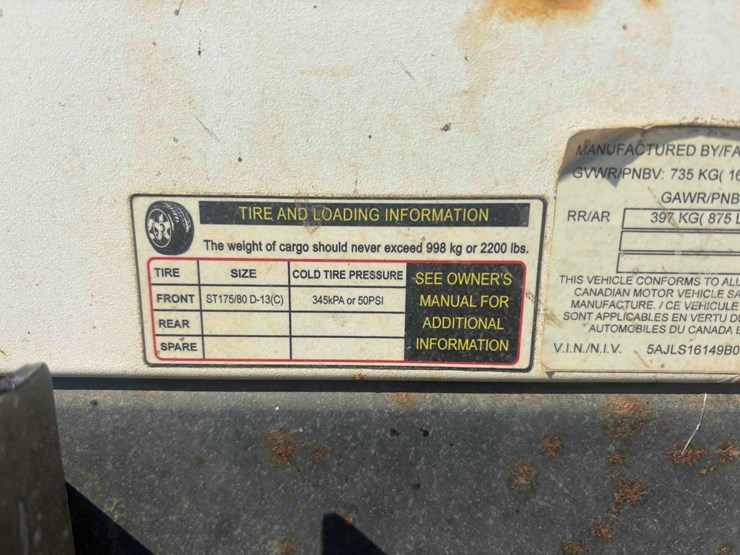 TIRE AND LOADING INFORMATION
The weight of cargo should never exceed 998 kg or 2200 lbs.
TIRE SIZE COLD TIRE PRESSURE
FRONT ST175/80 D-13(C) 345kPA or 50PSI
REAR
SPARE
SEE OWNER'S
MANUAL FOR
ADDITIONAL
INFORMATION
MANUFACTURED BY/FA
GVWR/PNBV: 735 KG( 16
GAWR/PNB
RR/AR 397 KG( 875 L
THIS VEHICLE CONFORMS TO ALL
CANADIAN MOTOR VEHICLE SA
MANUFACTURE. / CE VEHICULE
SONT APPLICABLES EN VERTU D
AUTOMOBILES DU CANADA E
V.I.N./N.I.V. 5AJLS16149B0